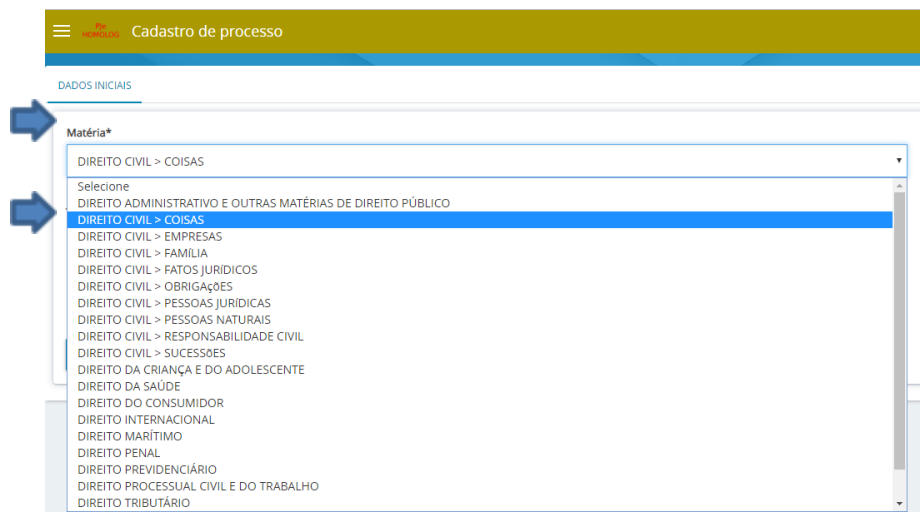 PJe
HOMOLOG
Cadastro de processo
DADOS INICIAIS
Matéria*
DIREITO CIVIL > COISAS
Selecione
DIREITO ADMINISTRATIVO E OUTRAS MATÉRIAS DE DIREITO PÚBLICO
DIREITO CIVIL > COISAS
DIREITO CIVIL > EMPRESAS
DIREITO CIVIL > FAMíLIA
DIREITO CIVIL > FATOS JURíDICOS
DIREITO CIVIL > OBRIGAçõES
DIREITO CIVIL > PESSOAS JURíDICAS
DIREITO CIVIL > PESSOAS NATURAIS
DIREITO CIVIL > RESPONSABILIDADE CIVIL
DIREITO CIVIL > SUCESSõES
DIREITO DA CRIANÇA E DO ADOLESCENTE
DIREITO DA SAÚDE
DIREITO DO CONSUMIDOR
DIREITO INTERNACIONAL
DIREITO MARÍTIMO
DIREITO PENAL
DIREITO PREVIDENCIÁRIO
DIREITO PROCESSUAL CIVIL E DO TRABALHO
DIREITO TRIBUTÁRIO